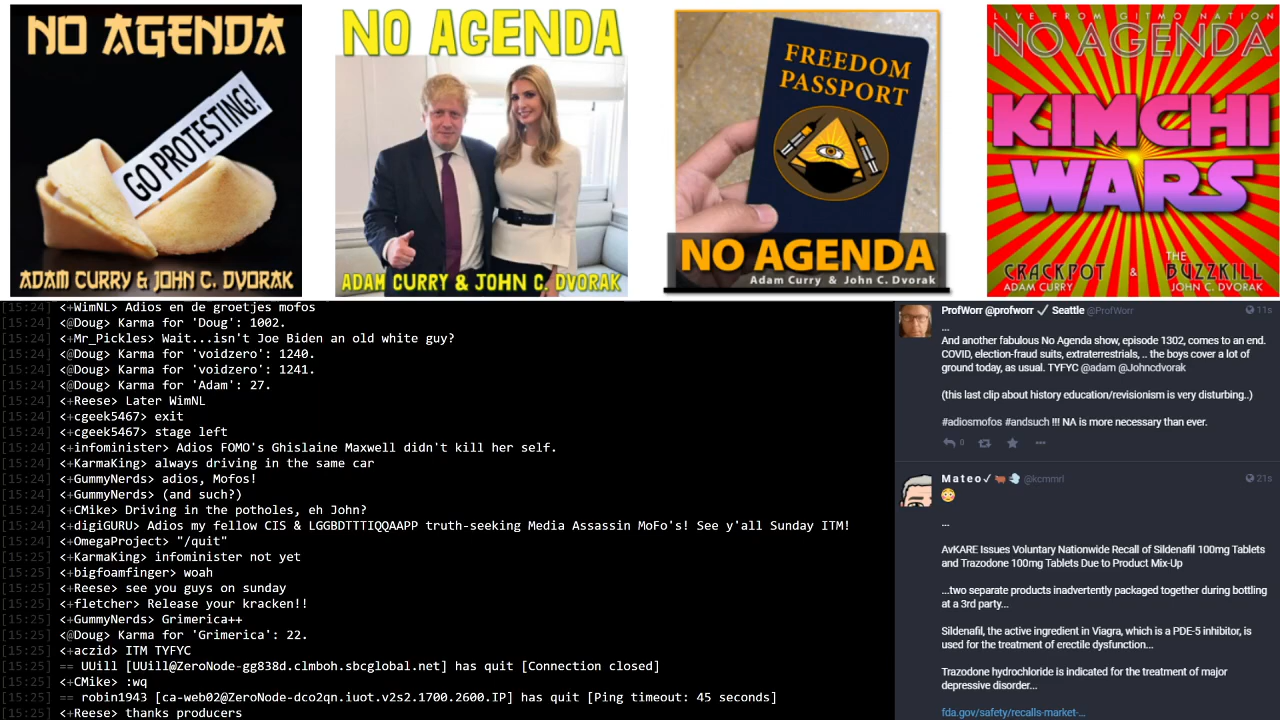 NO AGENDA
GO PROTESTING!
ADAM CURRY & JOHN C. DVORAK
NO AGENDA
ADAM CURRY & JOHN C. DVORAK
FREEDOM
PASSPORT
NO AGENDA
Adam Curry & John C. Dvorak
LIVE FROM GITMO NATION
NO AGENDA
KIMCHI
WARS
CRACKPOT
ADAM CURRY
&
THE
BUZZKILL
JOHN C. DVORAK
[15:24] <+WimNL> Adios en de groetjes mofos
[15:24] <@Doug> Karma for 'Doug': 1002.
[15:24] <+Mr_Pickles> Wait...isn't Joe Biden an old white guy?
[15:24] <@Doug> Karma for 'voidzero': 1240.
[15:24] <@Doug> Karma for 'voidzero': 1241.
[15:24] <@Doug> Karma for 'Adam': 27.
[15:24] <+Reese> Later WimNL
[15:24] <+cgeek5467> exit
[15:24] <+cgeek5467> stage left
[15:24] <+infominister> Adios FOMO's Ghislaine Maxwell didn't kill her self.
[15:24] <+KarmaKing> always driving in the same car
[15:24] <+GummyNerds> adios, Mofos!
[15:24] <+GummyNerds> (and such?)
[15:24] <+CMike> Driving in the potholes, eh John?
[15:24] <+digiGURU> Adios my fellow CIS & LGGBDTTTIQQAAPP truth-seeking Media Assassin MoFo's! See y'all Sunday ITM!
[15:25] <+OmegaProject> "/quit"
[15:25] <+KarmaKing> infominister not yet
[15:25] <+bigfoamfinger> woah
[15:25] <+Reese> see you guys on sunday
[15:25] <+fletcher> Release your kracken!!
[15:25] <+GummyNerds> Grimerica++
[15:25] <@Doug> Karma for 'Grimerica': 22.
[15:25] <+aczid> ITM TYFYC
[15:25] == UUill [UUill@ZeroNode-gg838d.clmboh.sbcglobal.net] has quit [Connection closed]
[15:25] <+CMike> :wq
[15:25] == robin1943 [ca-web02@ZeroNode-dco2qn.iuot.v2s2.1700.2600.IP] has quit [Ping timeout: 45 seconds]
[15:25] <+Reese> thanks producers
ProfWorr @profworr ✓ Seattle @ProfWorr 11s
...
And another fabulous No Agenda show, episode 1302, comes to an end.
COVID, election-fraud suits, extraterrestrials, .. the boys cover a lot of
ground today, as usual. TYFYC @adam @Johncdvorak
(this last clip about history education/revisionism is very disturbing..)
#adiosmofos #andsuch !!! NA is more necessary than ever.
0
Mateo✓ 🐂💨 @kcmmrl 21s
😳
...
AvKARE Issues Voluntary Nationwide Recall of Sildenafil 100mg Tablets
and Trazodone 100mg Tablets Due to Product Mix-Up
...two separate products inadvertently packaged together during bottling
at a 3rd party...
Sildenafil, the active ingredient in Viagra, which is a PDE-5 inhibitor, is
used for the treatment of erectile dysfunction...
Trazodone hydrochloride is indicated for the treatment of major
depressive disorder...
fda.gov/safety/recalls-market-...